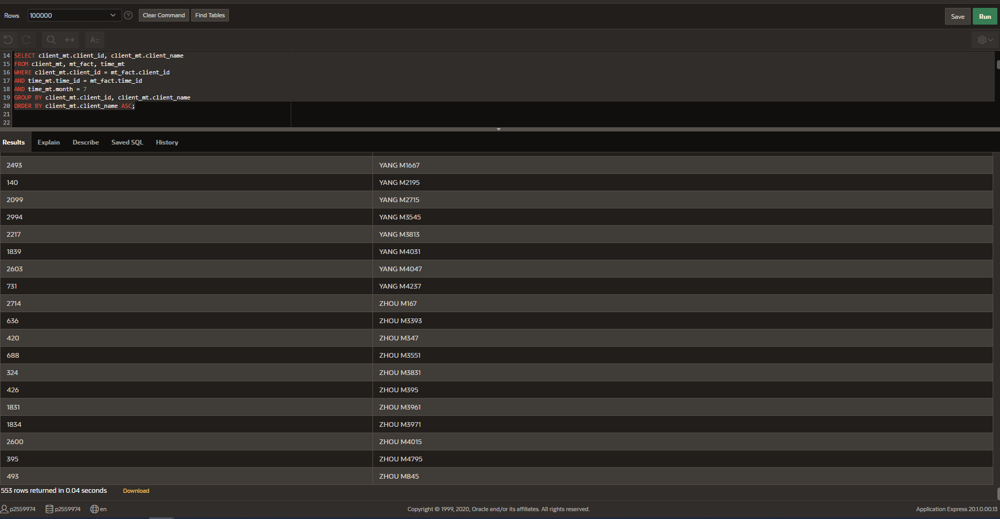 Rows 100000 ? Clear Command Find Tables Save Run
A::
14 SELECT client_mt.client_id, client_mt.client_name
15 FROM client_mt, mt_fact, time_mt
16 WHERE client_mt.client_id = mt_fact.client_id
17 AND time_mt.time_id = mt_fact.time_id
18 AND time_mt.month = 7
19 GROUP BY client_mt.client_id, client_mt.client_name
20 ORDER BY client_mt.client_name ASC;
21
22
Results Explain Describe Saved SQL History
2493 YANG M1667
140 YANG M2195
2099 YANG M2715
2994 YANG M3545
2217 YANG M3813
1839 YANG M4031
2603 YANG M4047
731 YANG M4237
2714 ZHOU M167
636 ZHOU M3393
420 ZHOU M347
688 ZHOU M3551
324 ZHOU M3831
426 ZHOU M395
1831 ZHOU M3961
1834 ZHOU M3971
2600 ZHOU M4015
395 ZHOU M4795
493 ZHOU M845
553 rows returned in 0.04 seconds Download
p2559974 p2559974 en Copyright © 1999, 2020, Oracle and/or its affiliates. All rights reserved. Application Express 20.1.0.00.13